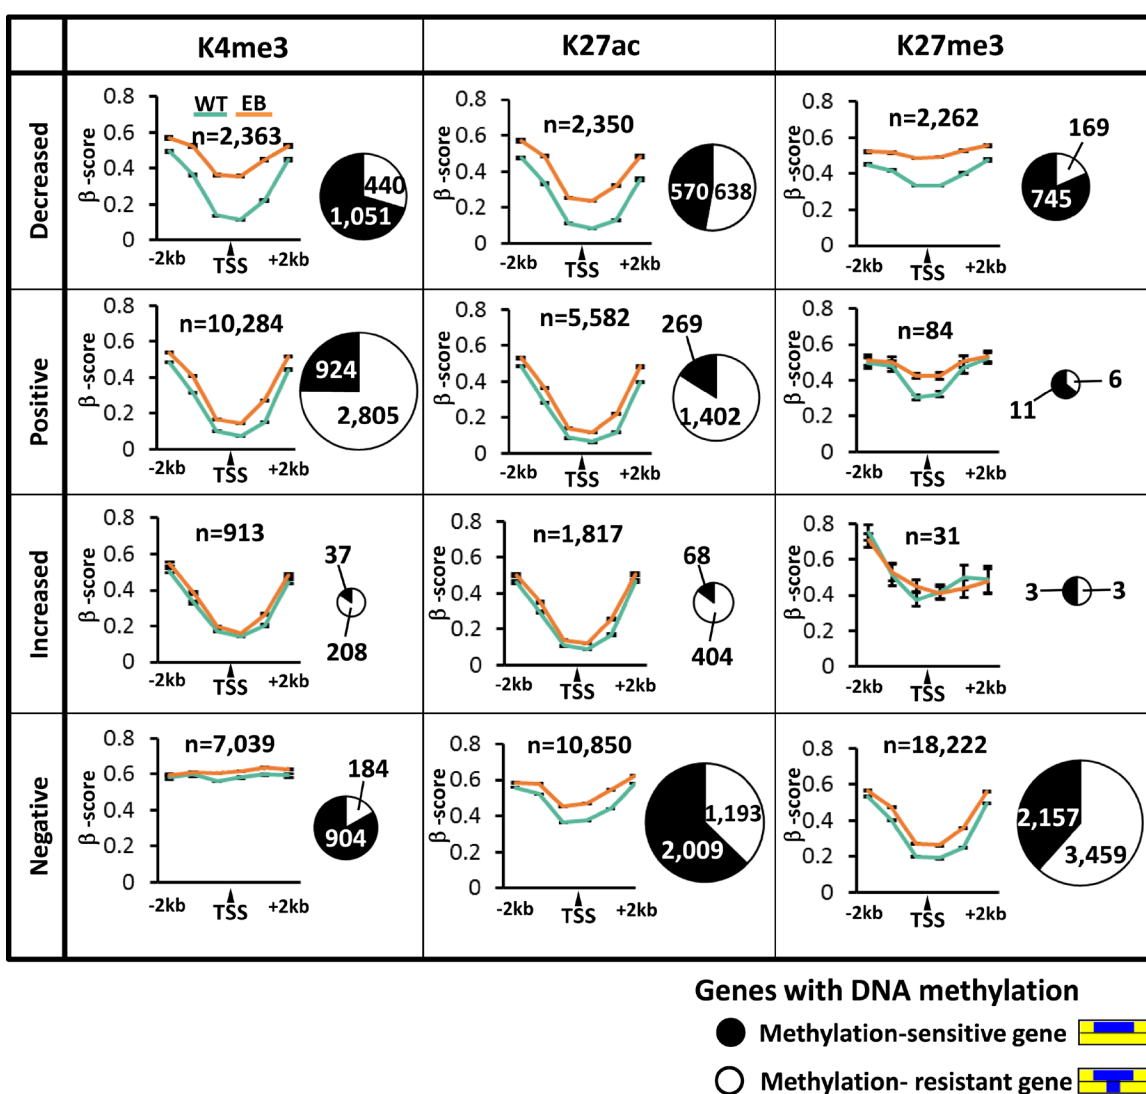 K4me3 K27ac K27me3
Decreased
0.8
0.6
0.4
0.2
0
β -score
WT EB
n=2,363
-2kb TSS +2kb
440
1,051
0.8
0.6
0.4
0.2
0
β -score
n=2,350
-2kb TSS +2kb
570 638
0.8
0.6
0.4
0.2
0
β -score
n=2,262
-2kb TSS +2kb
169
745
Positive
0.8
0.6
0.4
0.2
0
β -score
n=10,284
-2kb TSS +2kb
924
2,805
0.8
0.6
0.4
0.2
0
β -score
n=5,582
-2kb TSS +2kb
269
1,402
0.8
0.6
0.4
0.2
0
β -score
n=84
-2kb TSS +2kb
6
11
Increased
0.8
0.6
0.4
0.2
0
β -score
n=913
-2kb TSS +2kb
37
208
0.8
0.6
0.4
0.2
0
β -score
n=1,817
-2kb TSS +2kb
68
404
0.8
0.6
0.4
0.2
0
β -score
n=31
-2kb TSS +2kb
3 3
Negative
0.8
0.6
0.4
0.2
0
β -score
n=7,039
-2kb TSS +2kb
184
904
0.8
0.6
0.4
0.2
0
β -score
n=10,850
-2kb TSS +2kb
1,193
2,009
0.8
0.6
0.4
0.2
0
β -score
n=18,222
-2kb TSS +2kb
2,157
3,459
Genes with DNA methylation
Methylation-sensitive gene
Methylation- resistant gene